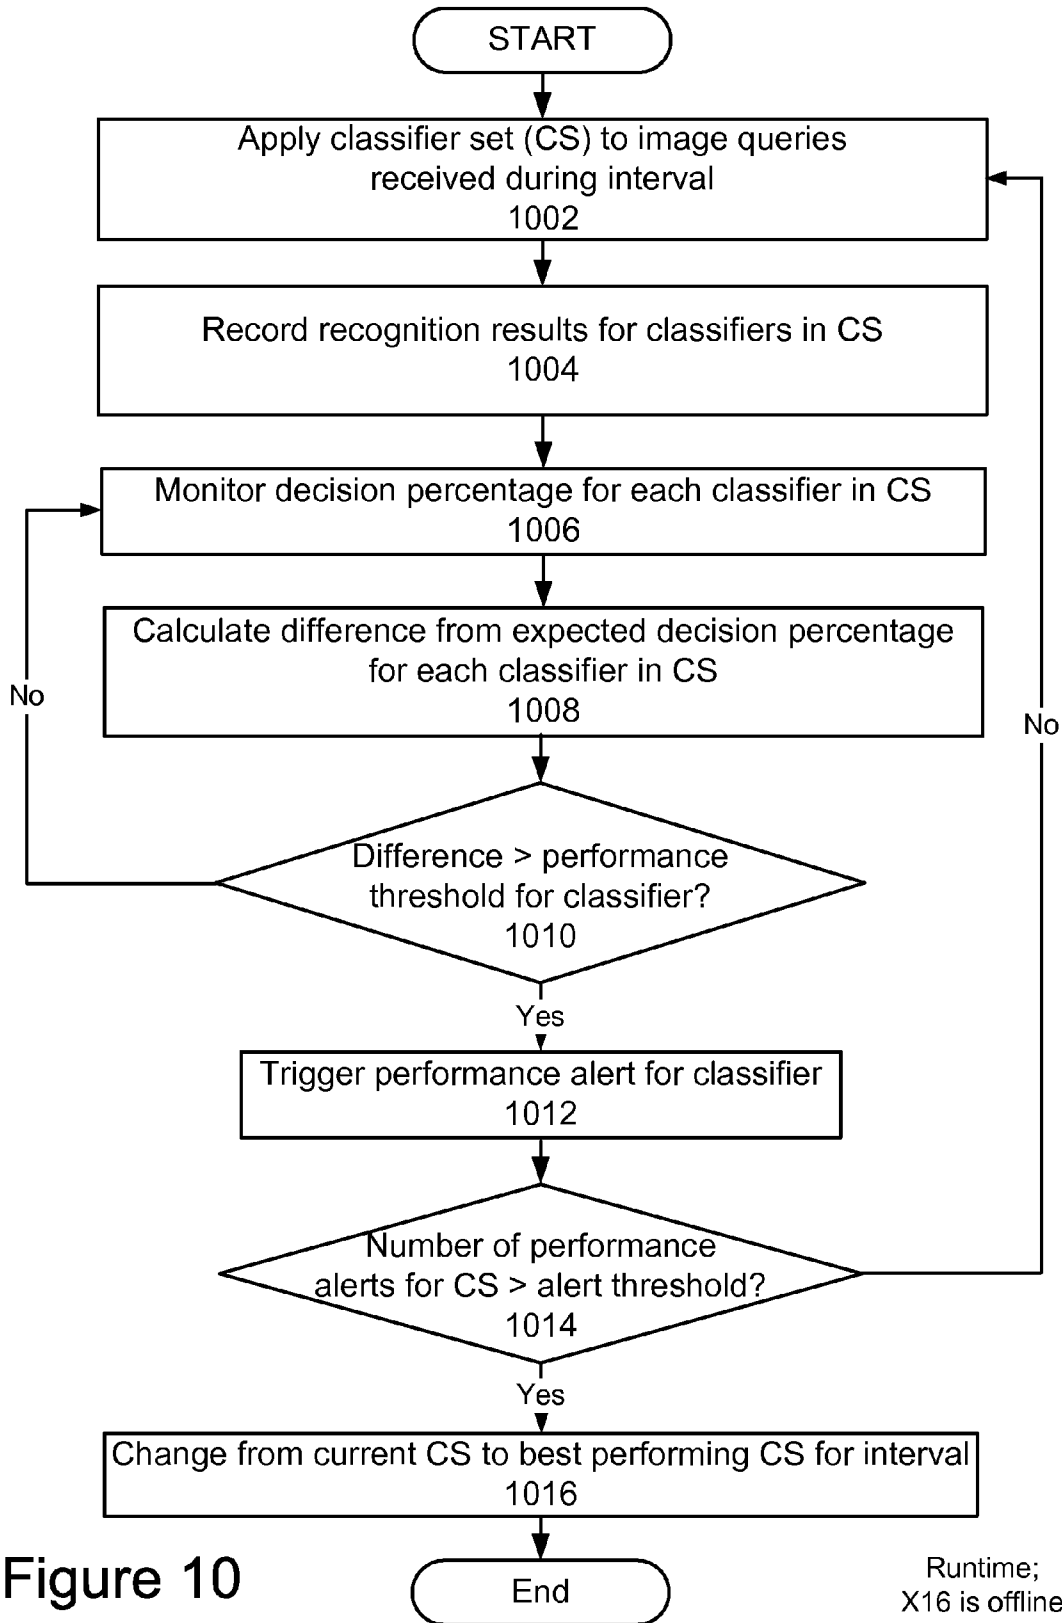 START
Apply classifier set (CS) to image queries
received during interval
1002
Record recognition results for classifiers in CS
1004
Monitor decision percentage for each classifier in CS
1006
Calculate difference from expected decision percentage
for each classifier in CS
1008
No
No
Difference > performance
threshold for classifier?
1010
Yes
Trigger performance alert for classifier
1012
Number of performance
alerts for CS > alert threshold?
1014
Yes
Change from current CS to best performing CS for interval
1016
End
Figure 10
Runtime;
X16 is offline